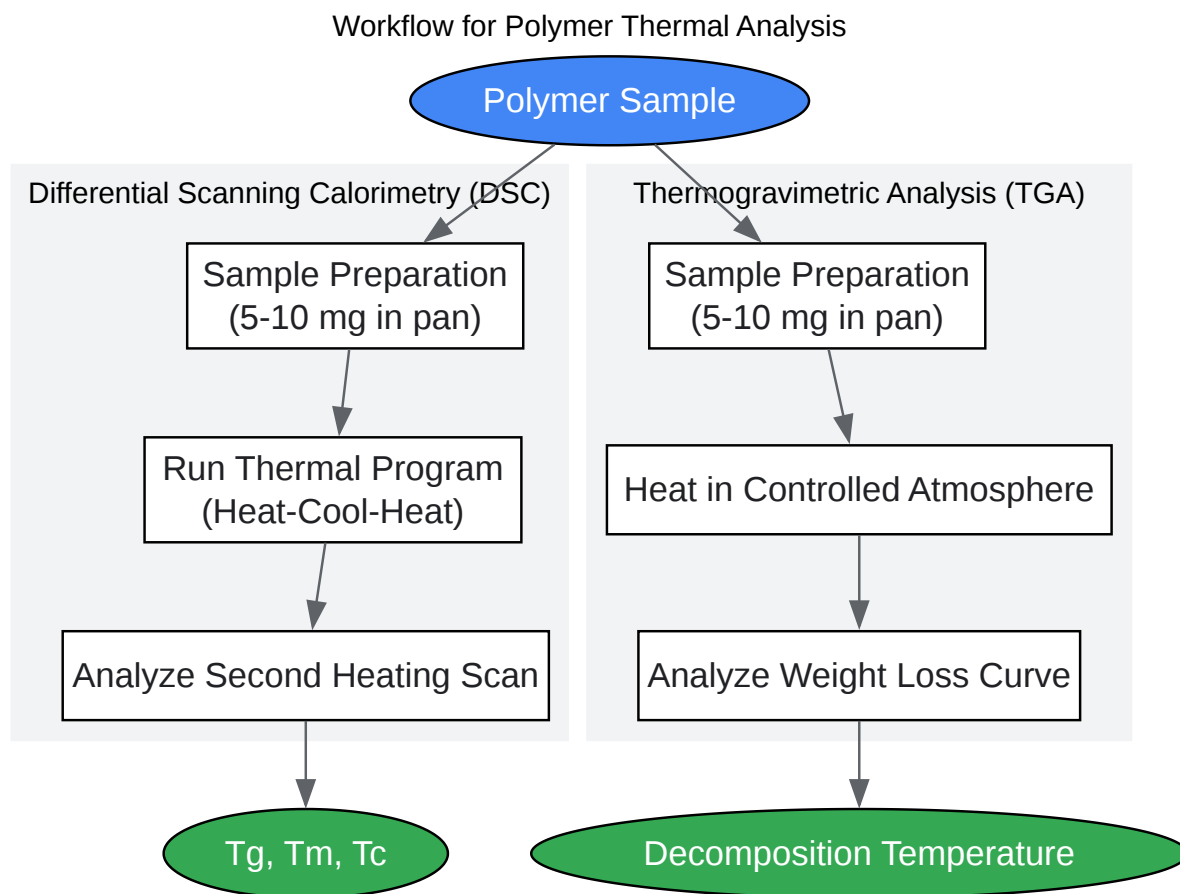 Workflow for Polymer Thermal Analysis
Polymer Sample
Differential Scanning Calorimetry (DSC)
Sample Preparation
(5-10 mg in pan)
Run Thermal Program
(Heat-Cool-Heat)
Analyze Second Heating Scan
Tg, Tm, Tc
Thermogravimetric Analysis (TGA)
Sample Preparation
(5-10 mg in pan)
Heat in Controlled Atmosphere
Analyze Weight Loss Curve
Decomposition Temperature